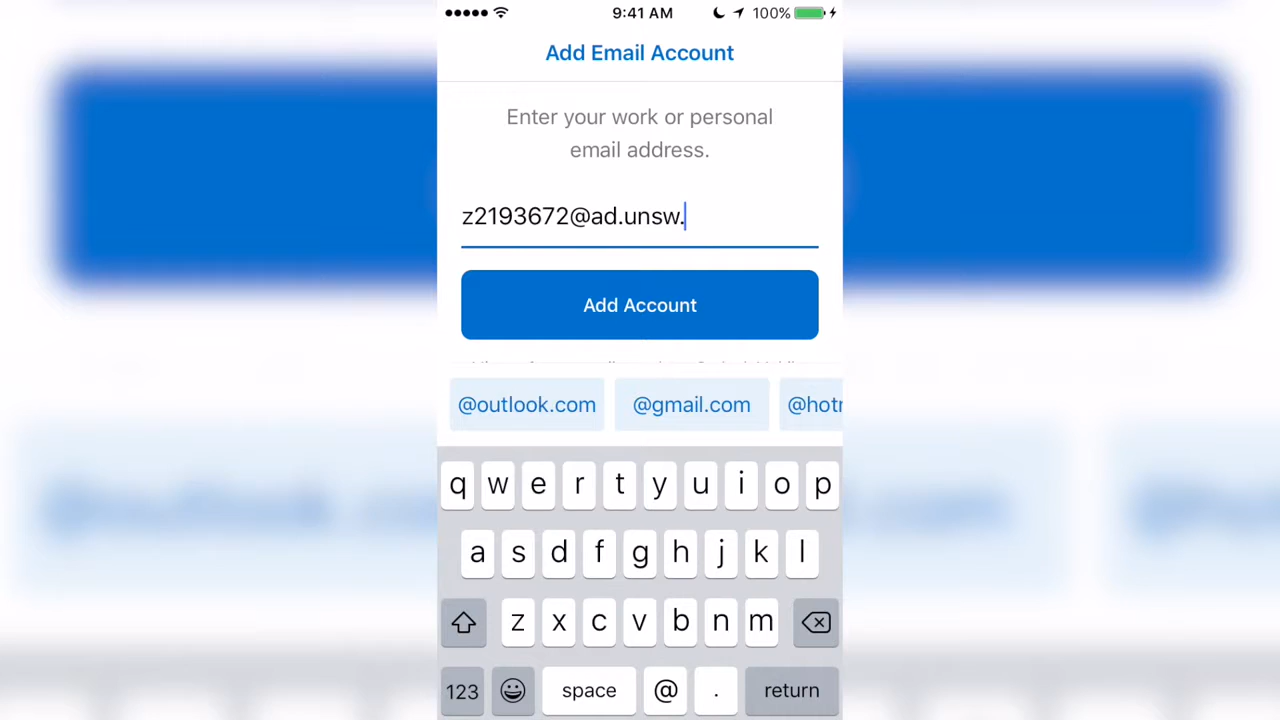 9:41 AM
100%
Add Email Account
Enter your work or personal
email address.
z2193672@ad.unsw.
Add Account
@outlook.com @gmail.com @hotr
q w e r t y u i o p
a s d f g h j k l
z x c v b n m
123 space @ . return